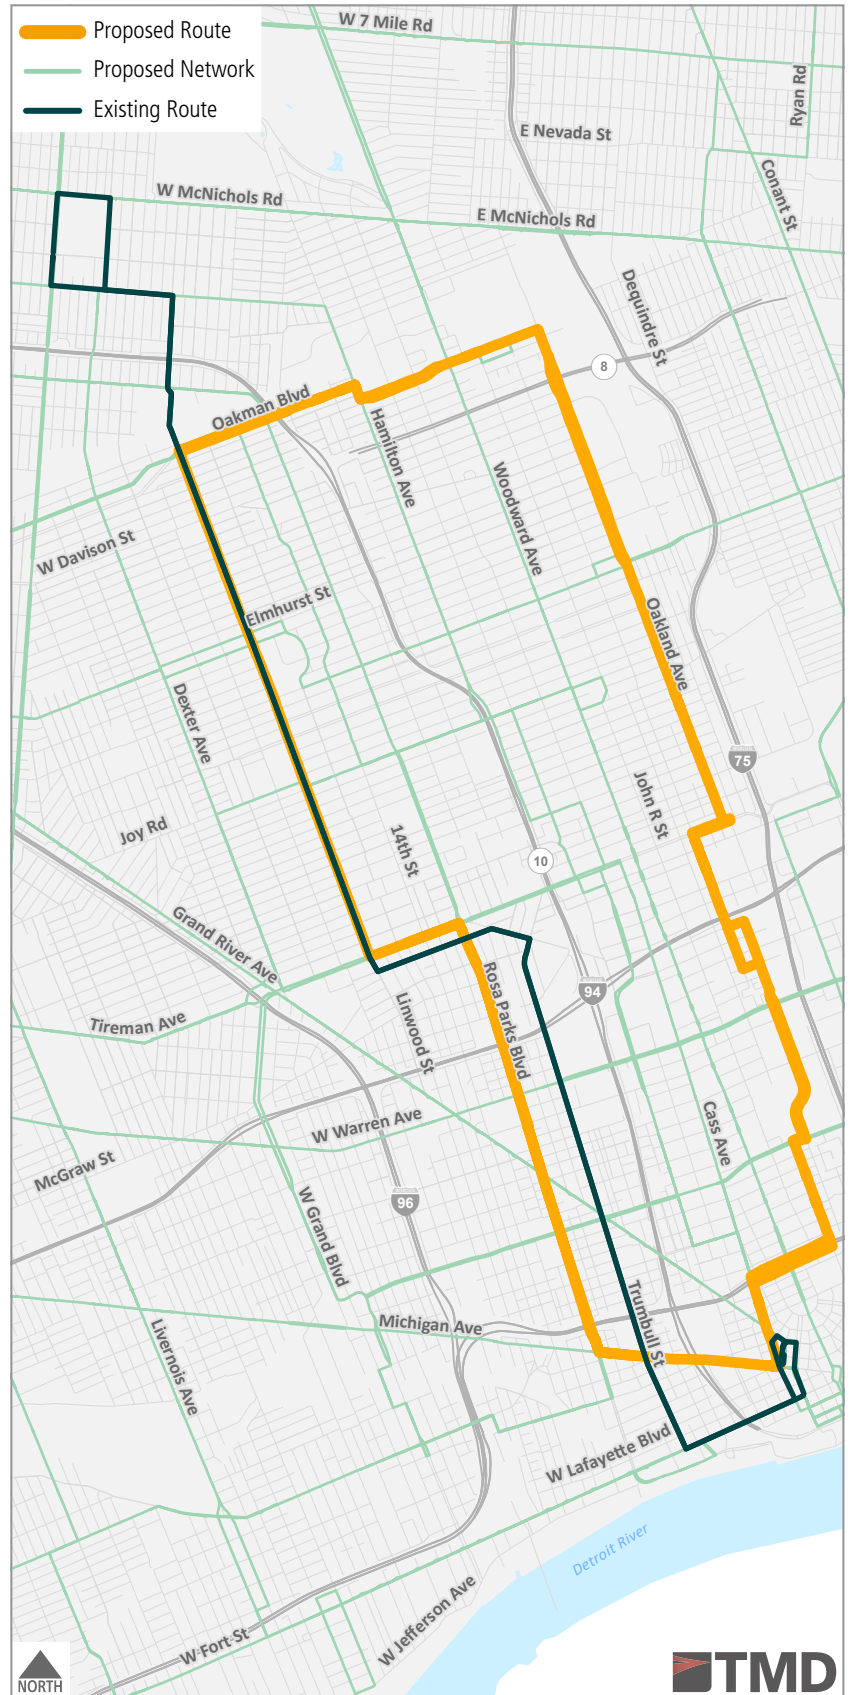 Proposed Route
Proposed Network
Existing Route
W 7 Mile Rd
Ryan Rd
E Nevada St
Conant St
W McNichols Rd
E McNichols Rd
Dequindre St
8
Oakman Blvd
Hamilton Ave
Woodward Ave
W Davison St
Elmhurst St
Oakland Ave
Dexter Ave
75
John R St
Joy Rd
14th St
10
Grand River Ave
Rosa Parks Blvd
94
Linwood St
Tireman Ave
W Warren Ave
Cass Ave
McGraw St
96
W Grand Blvd
Trumbull St
Michigan Ave
Livernois Ave
W Lafayette Blvd
Detroit River
W Jefferson Ave
W Fort St
NORTH
TMD